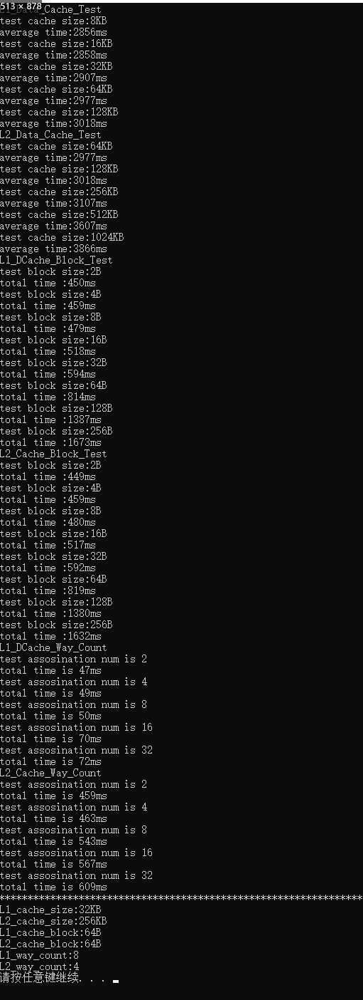 513 × 878
L1_Data_Cache_Test
test cache size:8KB
average time:2856ms
test cache size:16KB
average time:2858ms
test cache size:32KB
average time:2907ms
test cache size:64KB
average time:2977ms
test cache size:128KB
average time:3018ms
L2_Data_Cache_Test
test cache size:64KB
average time:2977ms
test cache size:128KB
average time:3018ms
test cache size:256KB
average time:3107ms
test cache size:512KB
average time:3607ms
test cache size:1024KB
average time:3866ms
L1_DCache_Block_Test
test block size:2B
total time :450ms
test block size:4B
total time :459ms
test block size:8B
total time :479ms
test block size:16B
total time :518ms
test block size:32B
total time :594ms
test block size:64B
total time :814ms
test block size:128B
total time :1387ms
test block size:256B
total time :1673ms
L2_Cache_Block_Test
test block size:2B
total time :449ms
test block size:4B
total time :459ms
test block size:8B
total time :480ms
test block size:16B
total time :517ms
test block size:32B
total time :592ms
test block size:64B
total time :819ms
test block size:128B
total time :1380ms
test block size:256B
total time :1632ms
L1_DCache_Way_Count
test assosination num is 2
total time is 47ms
test assosination num is 4
total time is 49ms
test assosination num is 8
total time is 50ms
test assosination num is 16
total time is 70ms
test assosination num is 32
total time is 72ms
L2_Cache_Way_Count
test assosination num is 2
total time is 459ms
test assosination num is 4
total time is 463ms
test assosination num is 8
total time is 543ms
test assosination num is 16
total time is 567ms
test assosination num is 32
total time is 609ms
****************************************************************
L1_cache_size:32KB
L2_cache_size:256KB
L1_cache_block:64B
L2_cache_block:64B
L1_way_count:8
L2_way_count:4
请按任意键继续. . .